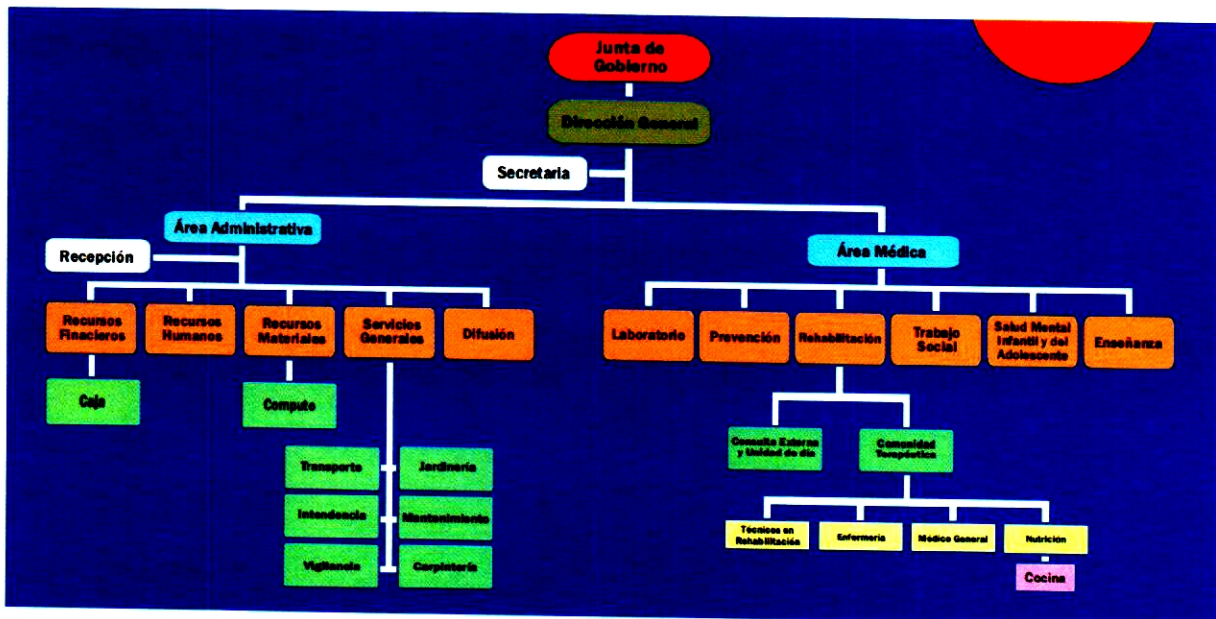 Junta de
Gobierno
Dirección General
Secretaria
Área Administrativa
Recepción
Área Médica
Recursos
Finacieros
Recursos
Humanos
Recursos
Materiales
Servicios
Generales
Difusión
Laboratorio
Prevención
Rehabilitación
Trabajo
Social
Salud Mental
Infantil y del
Adolescente
Enseñanza
Caja
Computo
Consulta Externa
y Unidad de día
Comunidad
Terapéutica
Transporte
Jardinería
Intendencia
Mantenimiento
Vigilancia
Carpintería
Técnicos en
Rehabilitación
Enfermería
Médico General
Nutrición
Cocina